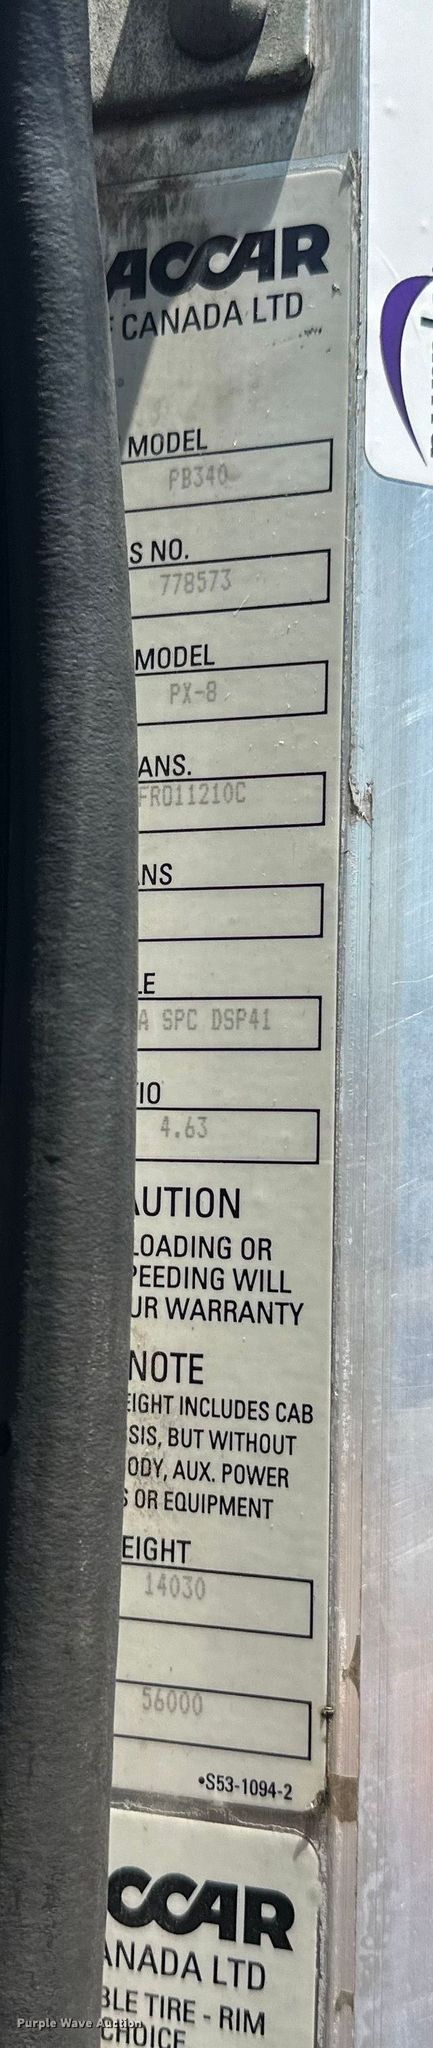 ACCAR
CANADA LTD
MODEL
PB340
S NO.
778573
MODEL
PX-8
ANS.
FRO11210C
NS
LE
A SPC DSP41
IO
4.63
AUTION
LOADING OR
PEEDING WILL
UR WARRANTY
NOTE
EIGHT INCLUDES CAB
SIS, BUT WITHOUT
ODY, AUX. POWER
S OR EQUIPMENT
EIGHT
14030
56000
•S53-1094-2
CCAR
ANADA LTD
BLE TIRE - RIM
CHOICE
Purple Wave Auction